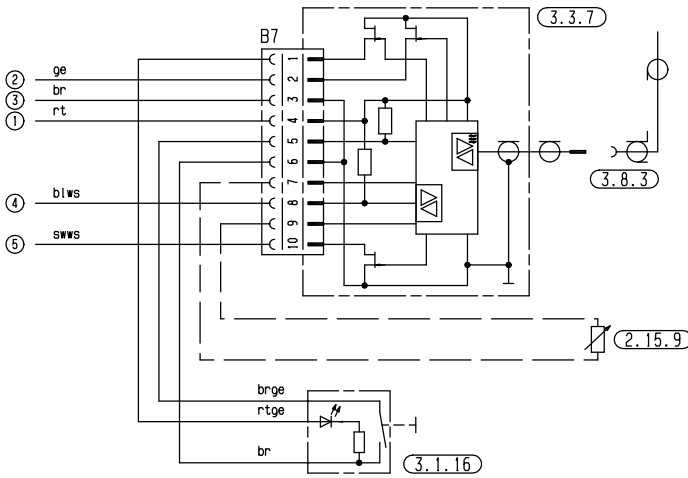 3.3.7
B7
1
② ge
2
③ br
3
① rt
4
5
6
3.8.3
7
④ blws
8
9
⑤ swws
10
2.15.9
brge
rtge
br
3.1.16